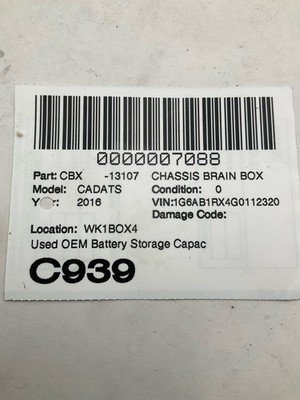 0000007088
Part: CBX -13107 CHASSIS BRAIN BOX
Model: CADATS Condition: 0
Year: 2016 VIN:1G6AB1RX4G0112320
Damage Code:
Location: WK1BOX4
Used OEM Battery Storage Capac
C939